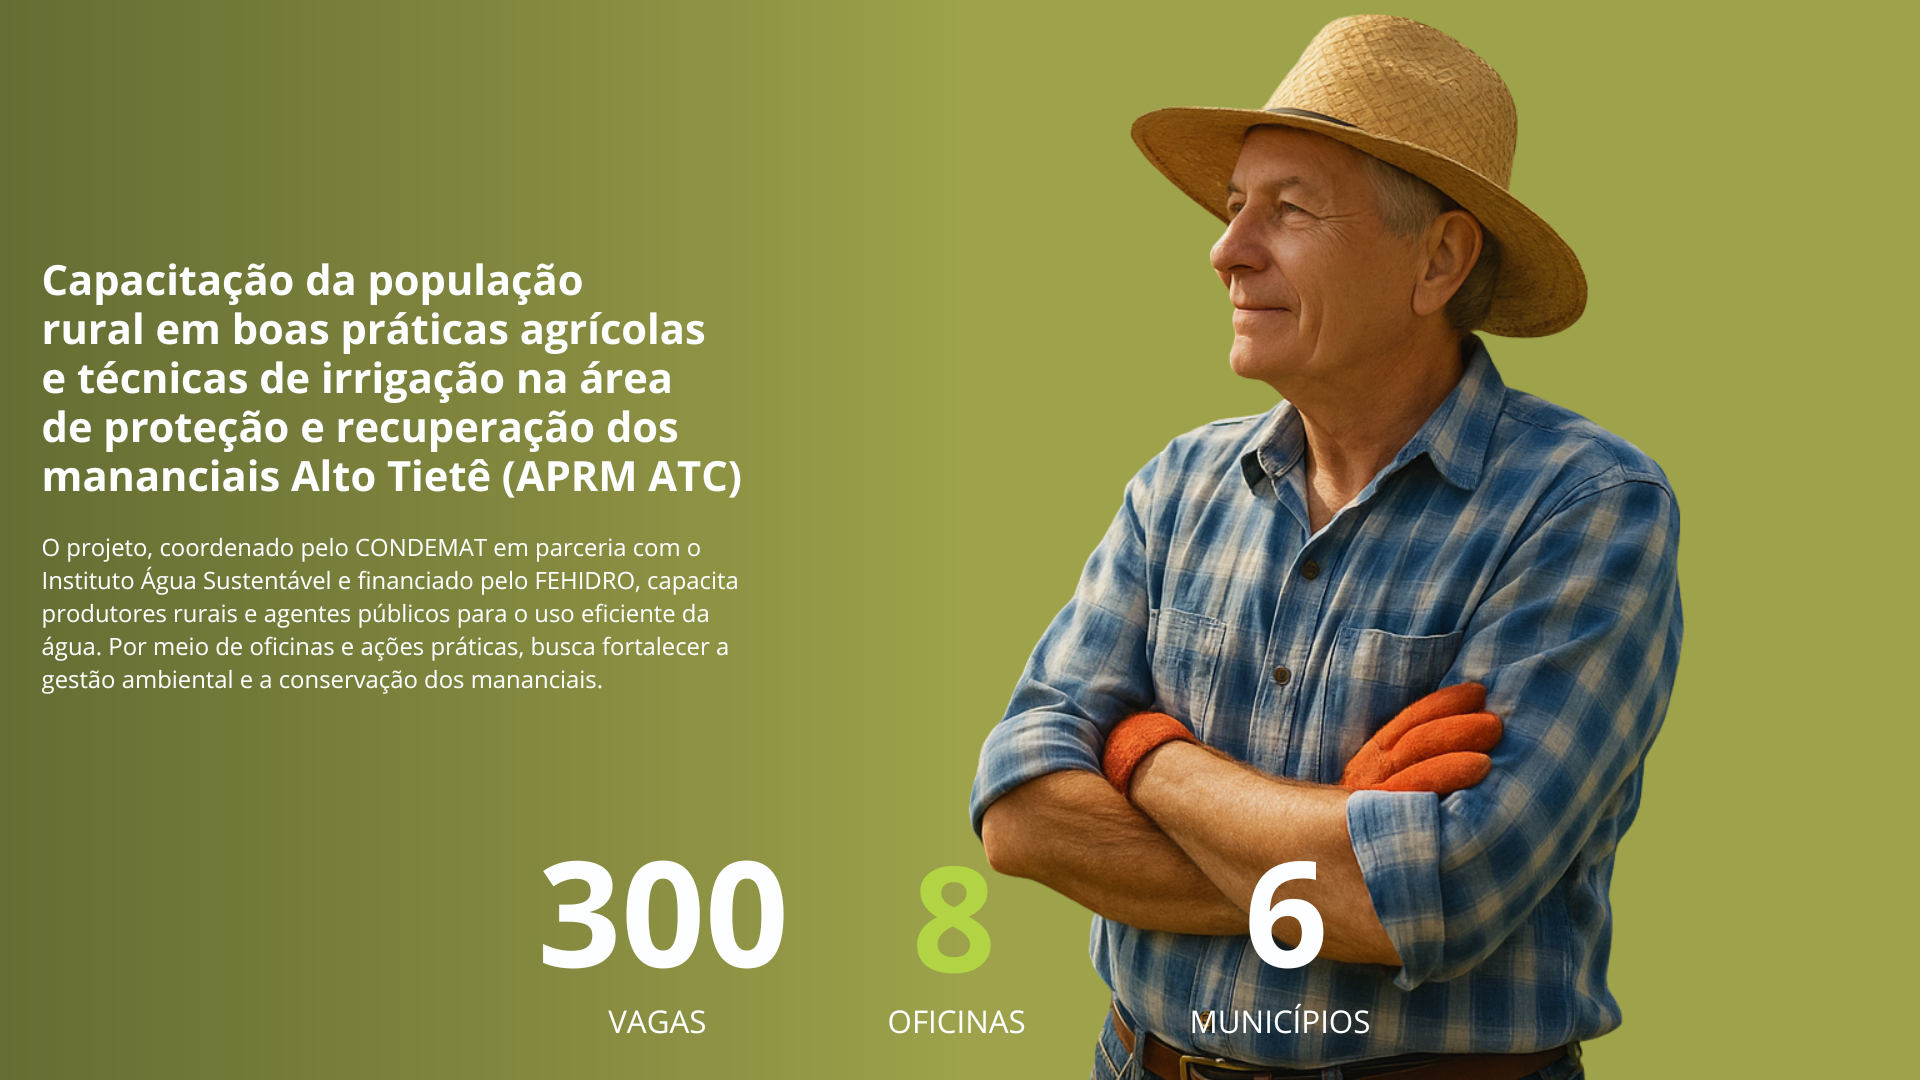 Capacitação da população
rural em boas práticas agrícolas
e técnicas de irrigação na área
de proteção e recuperação dos
mananciais Alto Tietê (APRM ATC)
O projeto, coordenado pelo CONDEMAT em parceria com o
Instituto Água Sustentável e financiado pelo FEHIDRO, capacita
produtores rurais e agentes públicos para o uso eficiente da
água. Por meio de oficinas e ações práticas, busca fortalecer a
gestão ambiental e a conservação dos mananciais.
300
VAGAS
8
OFICINAS
6
MUNICÍPIOS